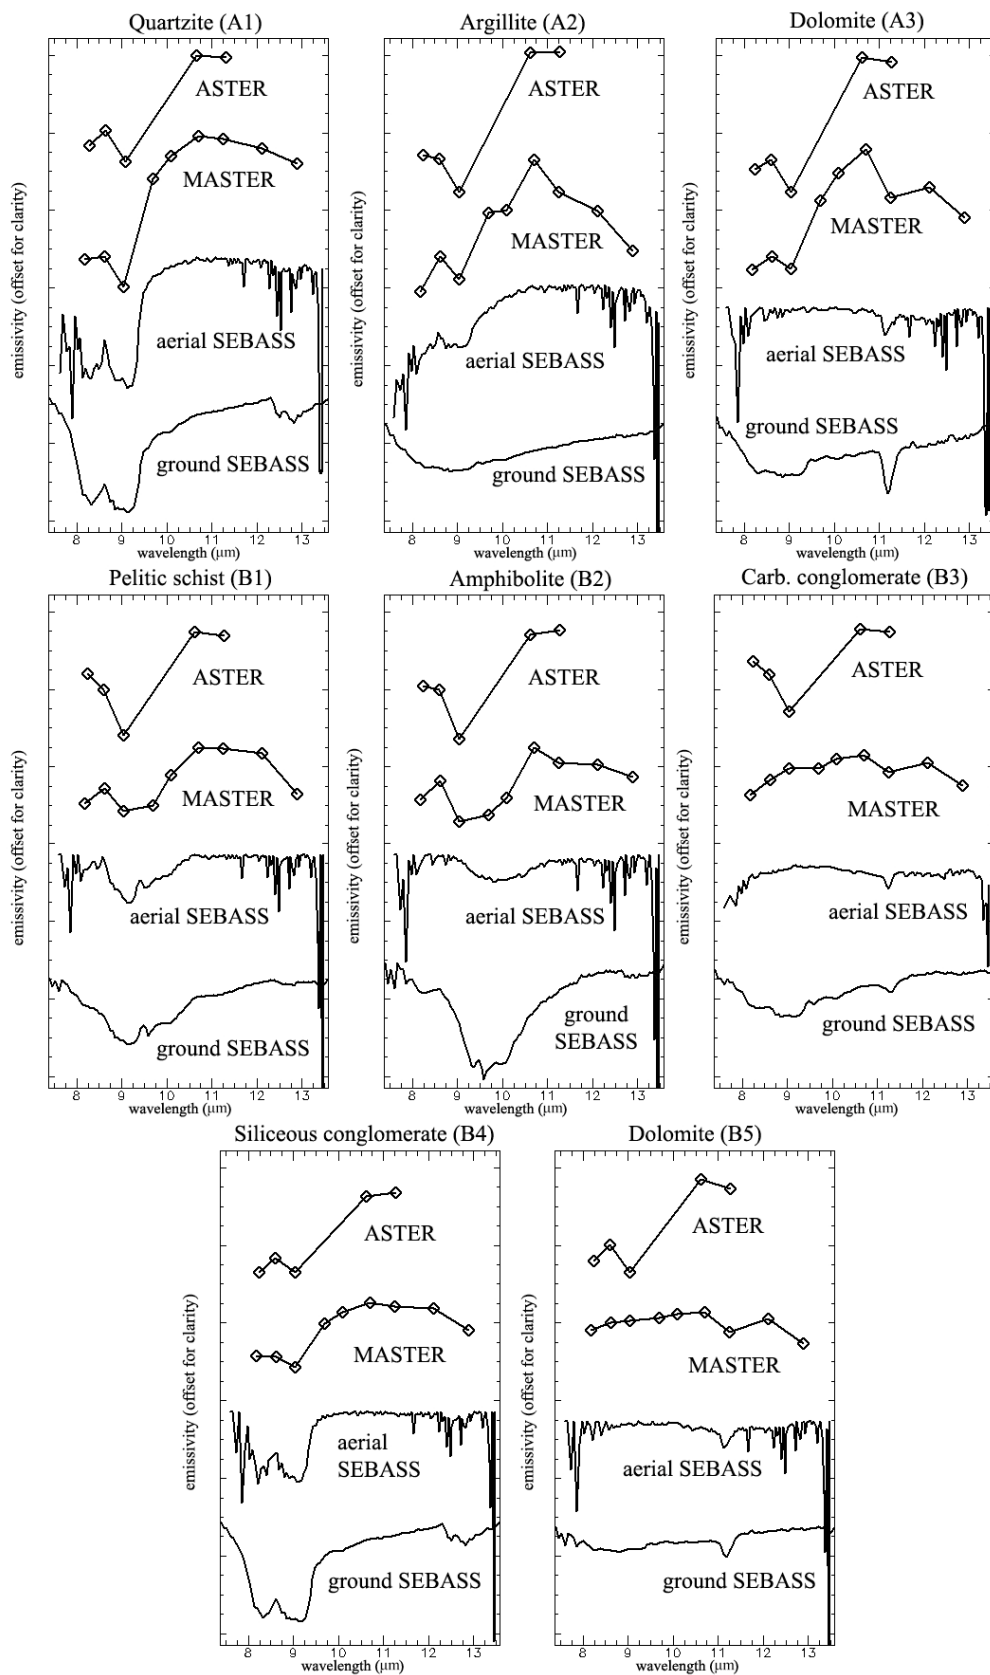 Quartzite (A1)
Argillite (A2)
Dolomite (A3)
emissivity (offset for clarity)
ASTER
MASTER
aerial SEBASS
ground SEBASS
8 9 10 11 12 13
wavelength (μm)
emissivity (offset for clarity)
ASTER
MASTER
aerial SEBASS
ground SEBASS
8 9 10 11 12 13
wavelength (μm)
emissivity (offset for clarity)
ASTER
MASTER
aerial SEBASS
ground SEBASS
8 9 10 11 12 13
wavelength (μm)
Pelitic schist (B1)
Amphibolite (B2)
Carb. conglomerate (B3)
emissivity (offset for clarity)
ASTER
MASTER
aerial SEBASS
ground SEBASS
8 9 10 11 12 13
wavelength (μm)
emissivity (offset for clarity)
ASTER
MASTER
aerial SEBASS
ground
SEBASS
8 9 10 11 12 13
wavelength (μm)
emissivity (offset for clarity)
ASTER
MASTER
aerial SEBASS
ground SEBASS
8 9 10 11 12 13
wavelength (μm)
Siliceous conglomerate (B4)
Dolomite (B5)
emissivity (offset for clarity)
ASTER
MASTER
aerial
SEBASS
ground SEBASS
8 9 10 11 12 13
wavelength (μm)
emissivity (offset for clarity)
ASTER
MASTER
aerial SEBASS
ground SEBASS
8 9 10 11 12 13
wavelength (μm)